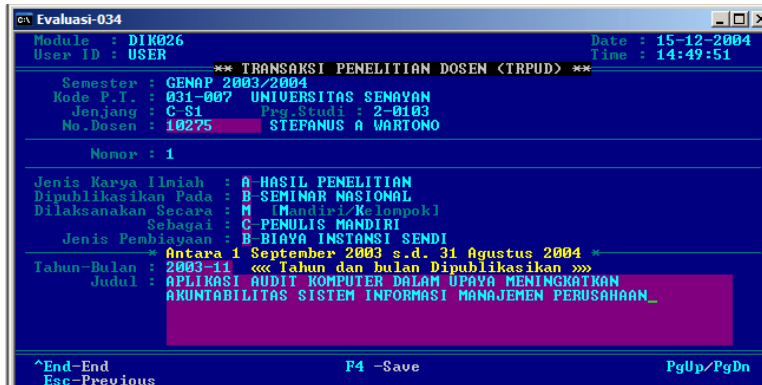 Evaluasi-034
Module : DIK026 Date : 15-12-2004
User ID : USER Time : 14:49:51
** TRANSAKSI PENELITIAN DOSEN (TRPUD) **
Semester : GENAP 2003/2004
Kode P.T. : 031-007 UNIVERSITAS SENAYAN
Jenjang : C-S1 Prg.Studi : 2-0103
No.Dosen : 10275 STEFANUS A WARTONO
Nomor : 1
Jenis Karya Ilmiah : A-HASIL PENELITIAN
Dipublikasikan Pada : B-SEMINAR NASIONAL
Dilaksanakan Secara : M [Mandiri/Kelompok]
Sebagai : C-PENULIS MANDIRI
Jenis Pembiayaan : B-BIAYA INSTANSI SENDI
* Antara 1 September 2003 s.d. 31 Agustus 2004 *
Tahun-Bulan : 2003-11 ««« Tahun dan bulan Dipublikasikan »»»
Judul : APLIKASI AUDIT KOMPUTER DALAM UPAYA MENINGKATKAN
AKUNTABILITAS SISTEM INFORMASI MANAJEMEN PERUSAHAAN_
^End-End F4 -Save PgUp/PgDn
Esc-Previous